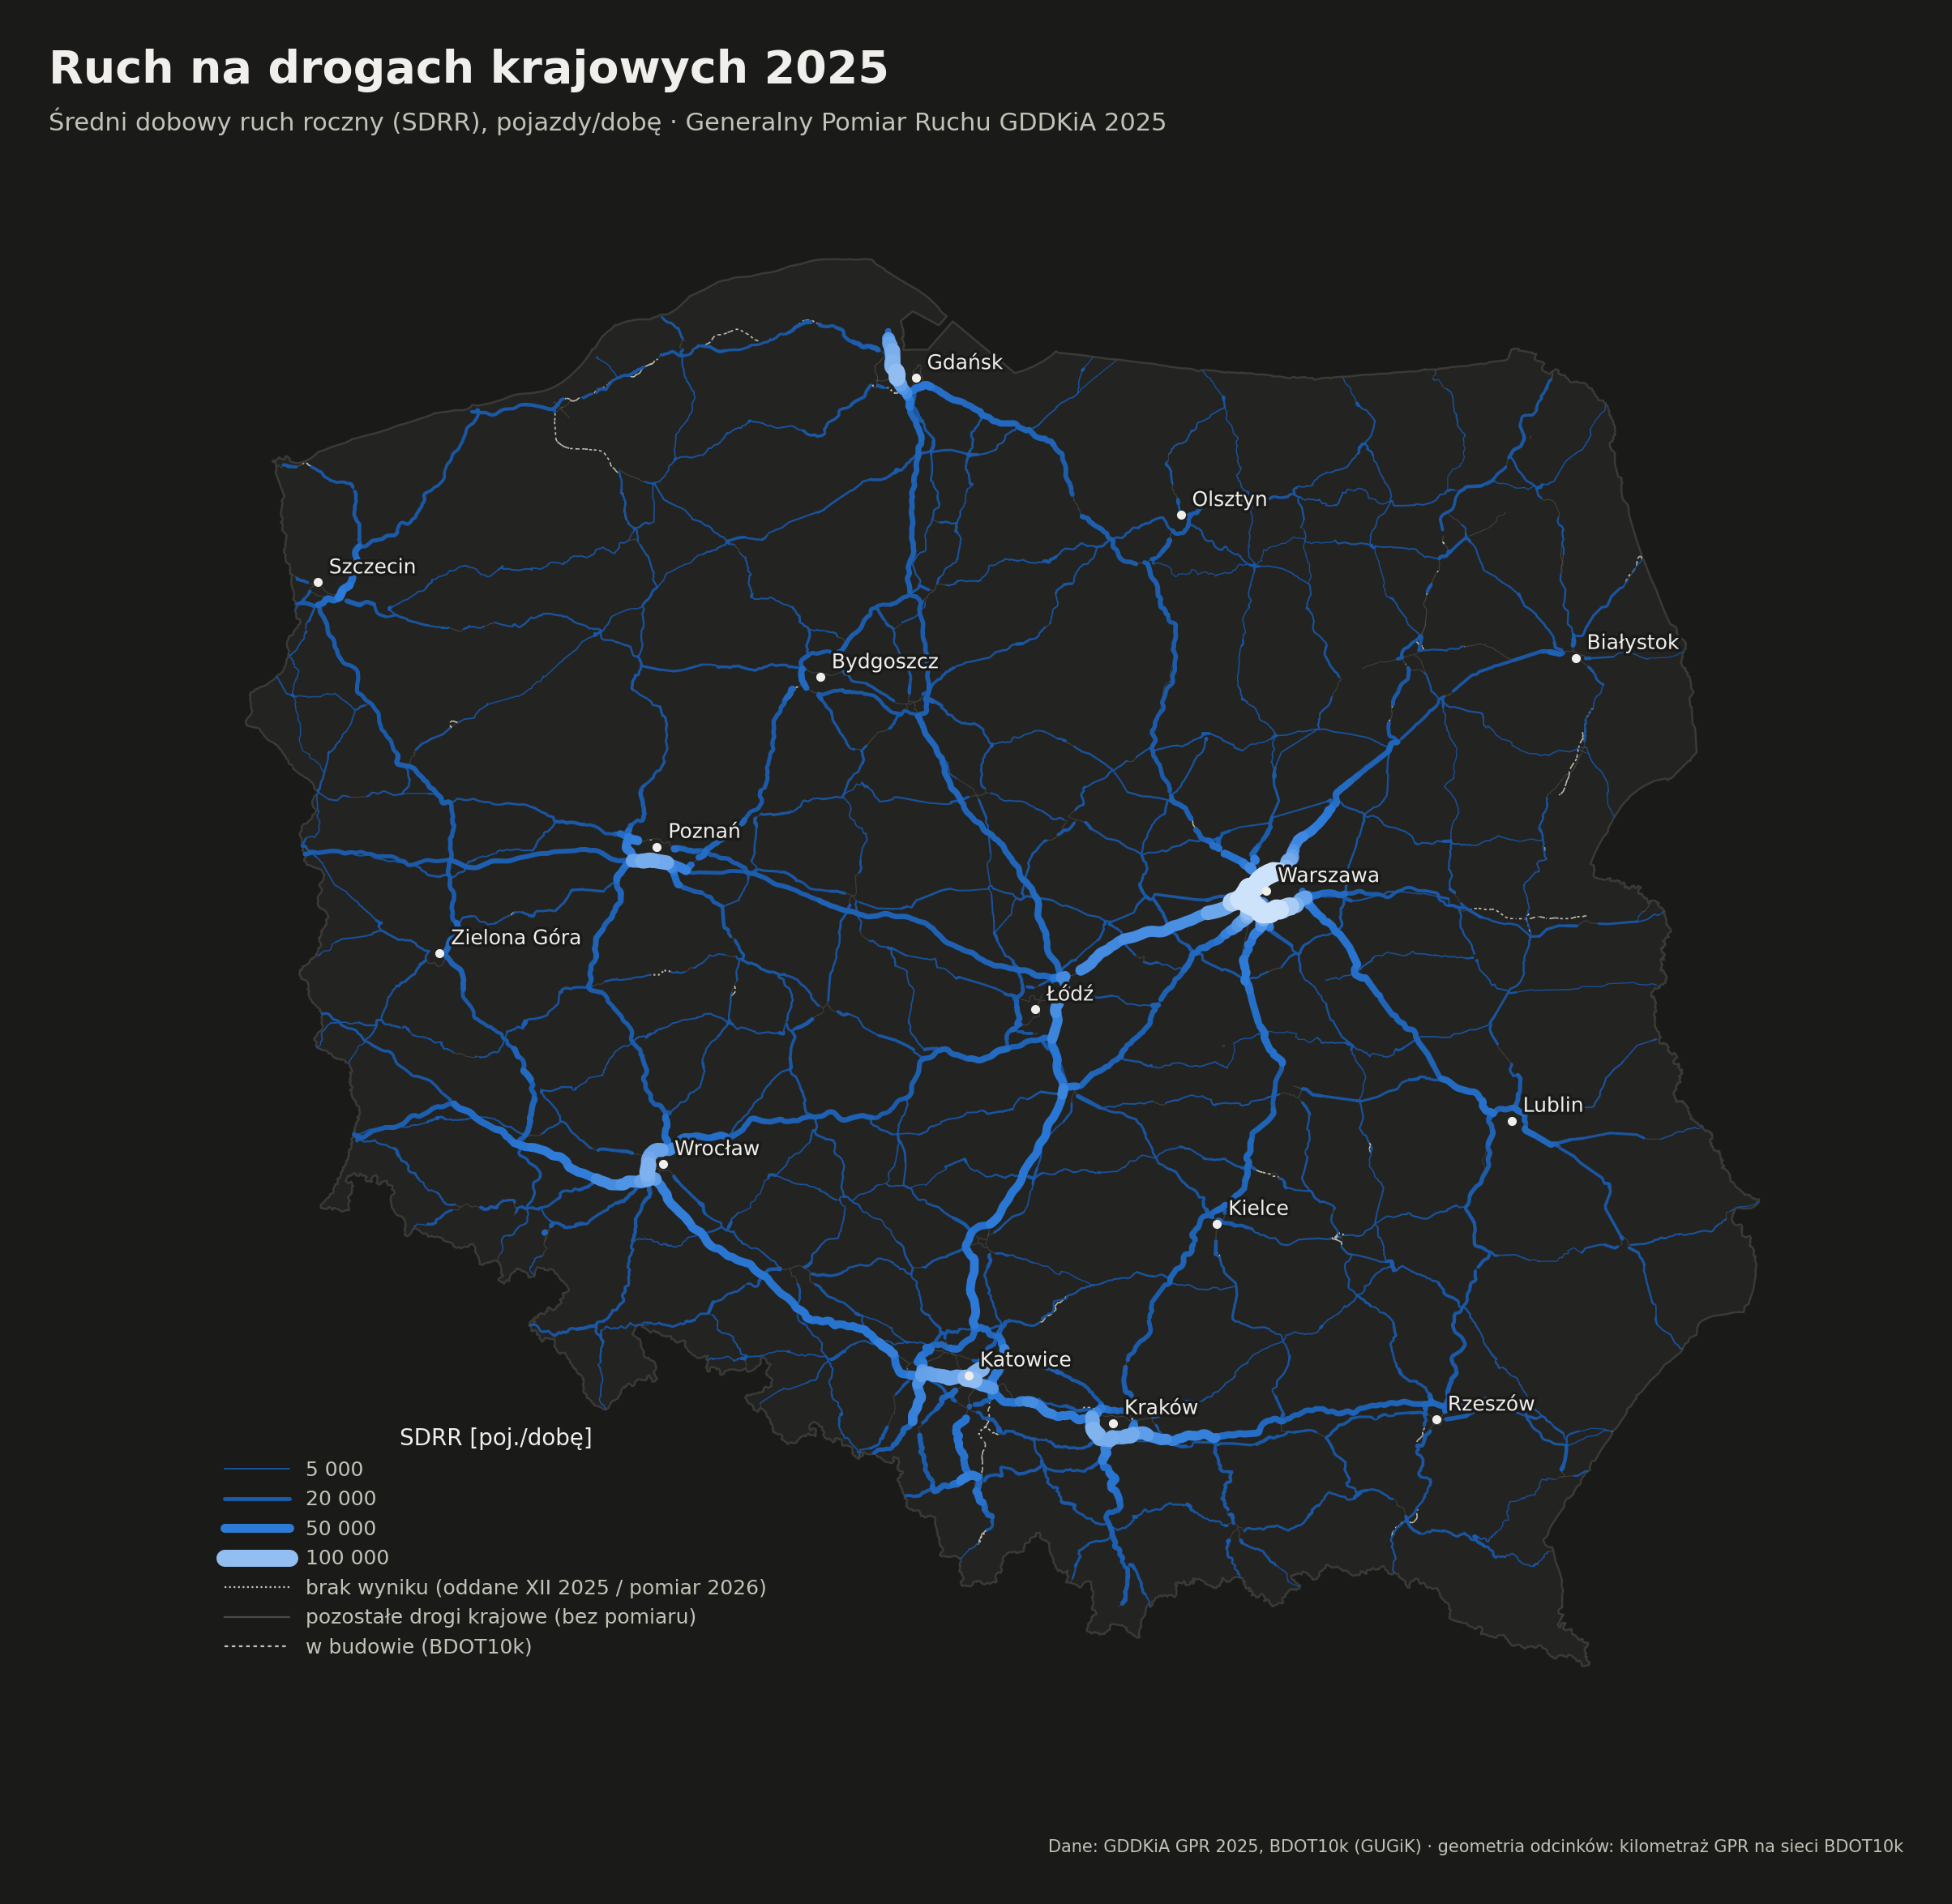 Ruch na drogach krajowych 2025
Średni dobowy ruch roczny (SDRR), pojazdy/dobę · Generalny Pomiar Ruchu GDDKiA 2025
Gdańsk
Olsztyn
Szczecin
Białystok
Bydgoszcz
Poznań
Warszawa
Zielona Góra
Łódź
Lublin
Wrocław
Kielce
Katowice
Rzeszów
Kraków
SDRR [poj./dobę]
5 000
20 000
50 000
100 000
brak wyniku (oddane XII 2025 / pomiar 2026)
pozostałe drogi krajowe (bez pomiaru)
w budowie (BDOT10k)
Dane: GDDKiA GPR 2025, BDOT10k (GUGiK) · geometria odcinków: kilometraż GPR na sieci BDOT10k